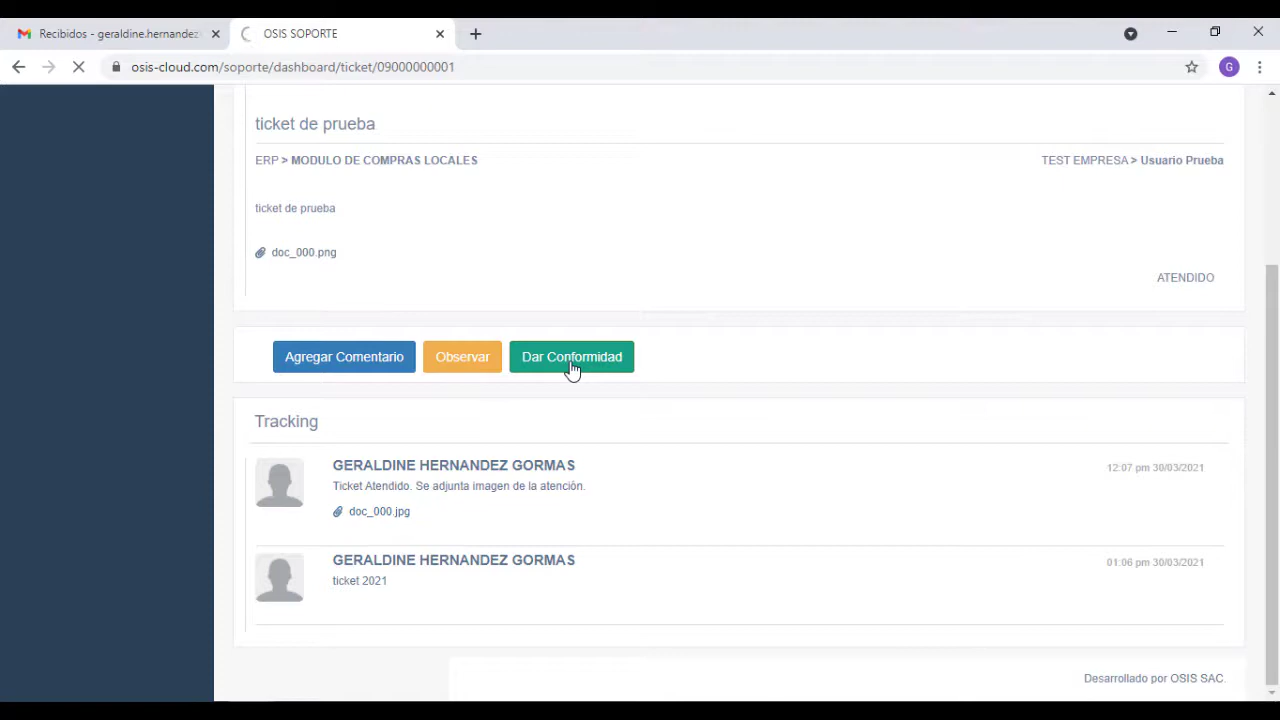 Recibidos - geraldine.hernandez
OSIS SOPORTE
osis-cloud.com/soporte/dashboard/ticket/09000000001
G
ticket de prueba
ERP > MODULO DE COMPRAS LOCALES
TEST EMPRESA > Usuario Prueba
ticket de prueba
doc_000.png
ATENDIDO
Agregar Comentario
Observar
Dar Conformidad
Tracking
GERALDINE HERNANDEZ GORMAS
12:07 pm 30/03/2021
Ticket Atendido. Se adjunta imagen de la atención.
doc_000.jpg
GERALDINE HERNANDEZ GORMAS
01:06 pm 30/03/2021
ticket 2021
Desarrollado por OSIS SAC.